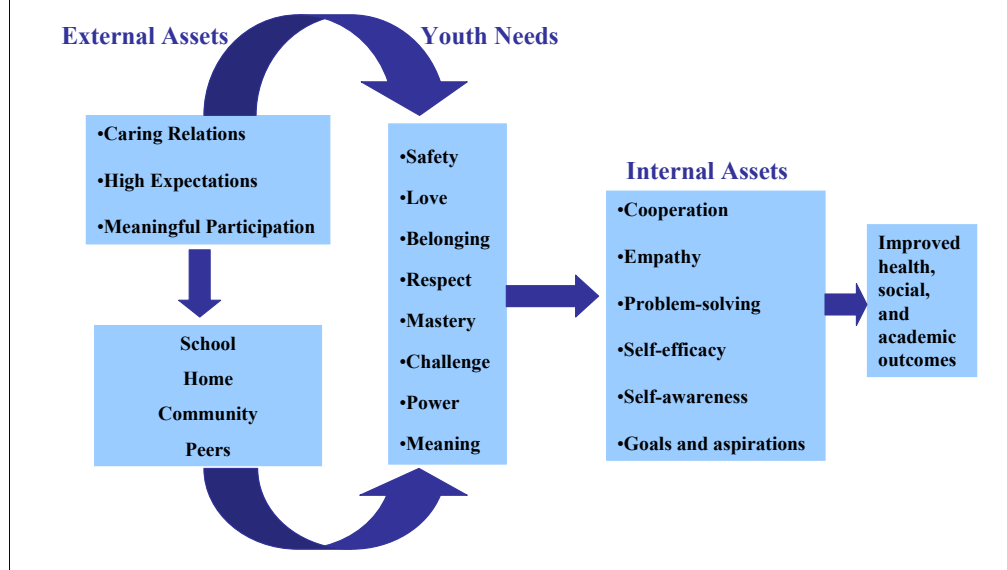 External Assets
•Caring Relations
•High Expectations
•Meaningful Participation
School
Home
Community
Peers
Youth Needs
•Safety
•Love
•Belonging
•Respect
•Mastery
•Challenge
•Power
•Meaning
Internal Assets
•Cooperation
•Empathy
•Problem-solving
•Self-efficacy
•Self-awareness
•Goals and aspirations
Improved
health,
social,
and
academic
outcomes